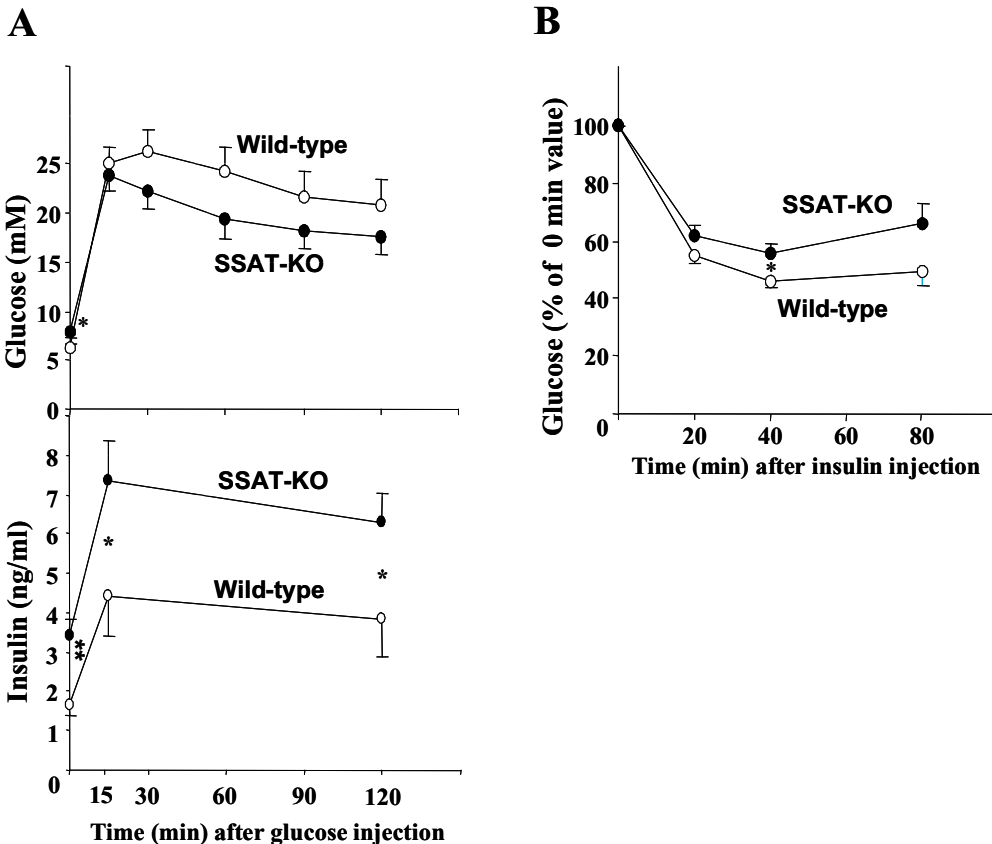 A
Glucose (mM)
25
20
15
10
5
0
Wild-type
SSAT-KO
*
Insulin (ng/ml)
8
7
6
5
4
3
2
1
0
SSAT-KO
*
*
Wild-type
**
15 30 60 90 120
Time (min) after glucose injection
B
Glucose (% of 0 min value)
100
80
60
40
20
0
SSAT-KO
*
Wild-type
20 40 60 80
Time (min) after insulin injection